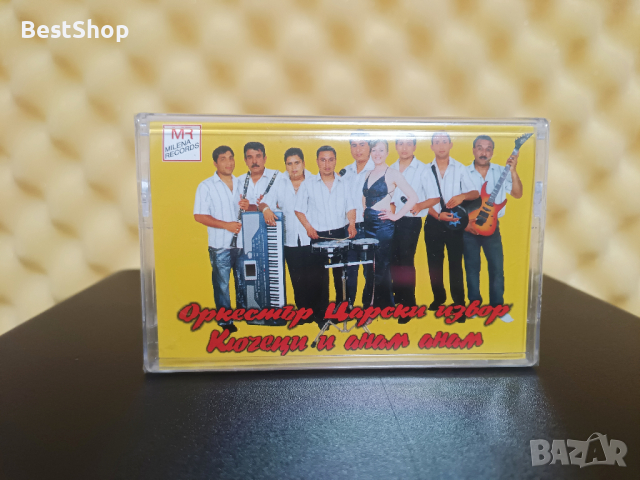 BestShop
MR
MILENA
RECORDS
Оркестър Царски извор
Кючеци и анам анам
BAZAR